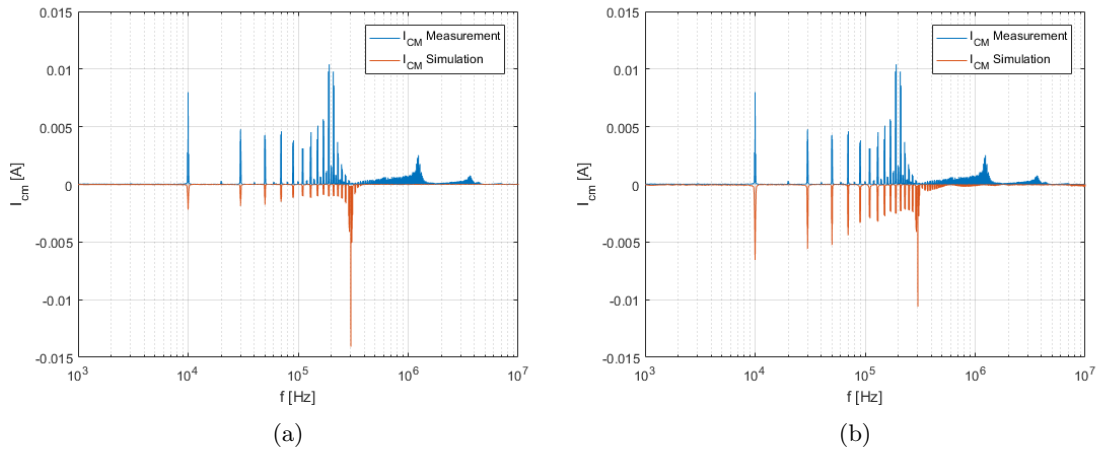 0.015
I_CM Measurement
I_CM Simulation
0.01
0.005
0
-0.005
-0.01
-0.015
I_cm [A]
10^3
10^4
10^5
10^6
10^7
f [Hz]
(a)
0.015
I_CM Measurement
I_CM Simulation
0.01
0.005
0
-0.005
-0.01
-0.015
I_cm [A]
10^3
10^4
10^5
10^6
10^7
f [Hz]
(b)